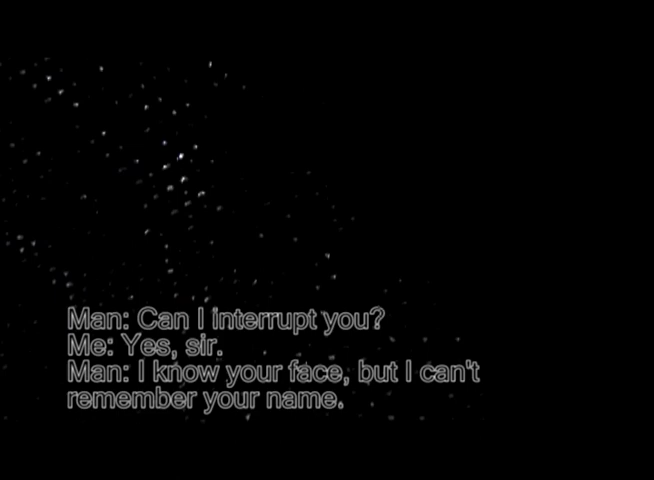 Man: Can I interrupt you?
Me: Yes, sir.
Man: I know your face, but I can't
remember your name.